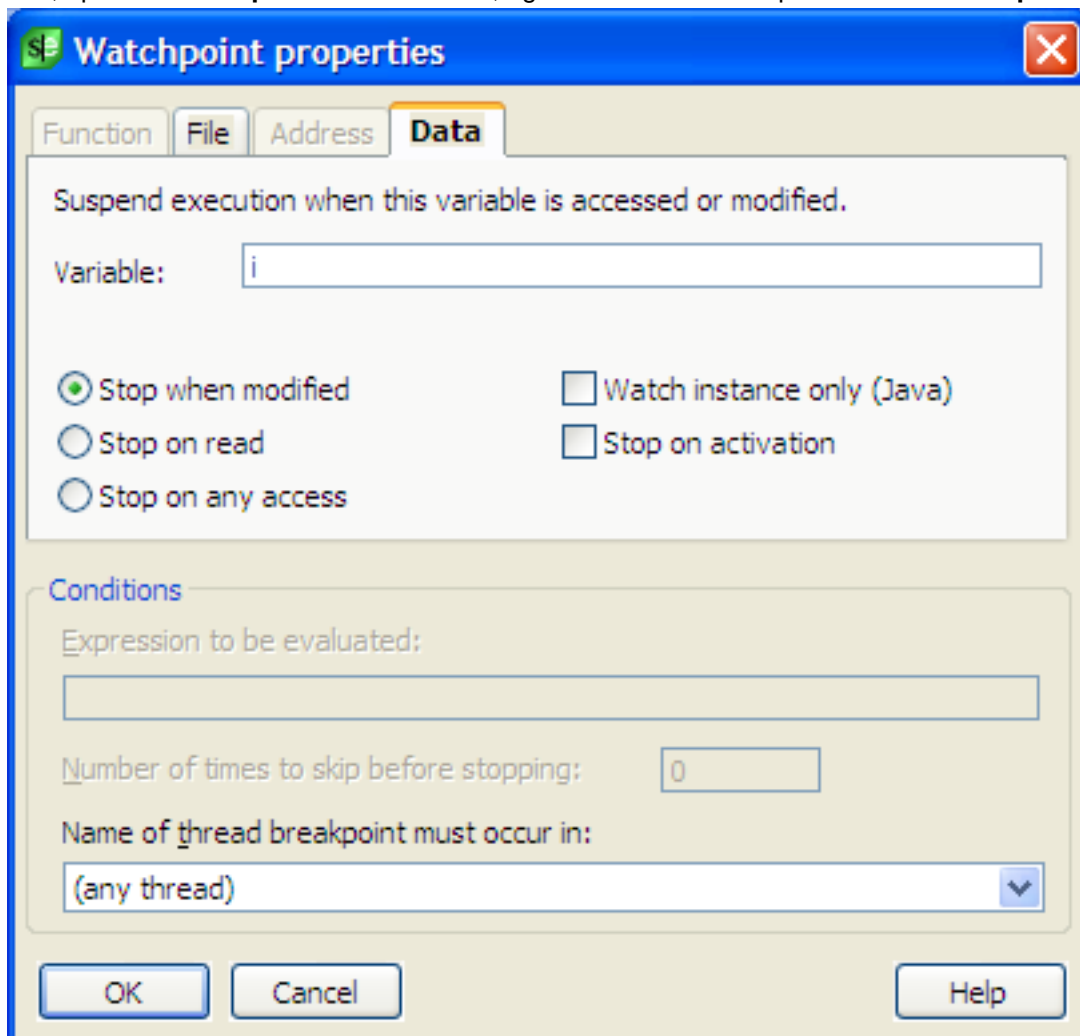 Watchpoint properties
Function File Address Data
Suspend execution when this variable is accessed or modified.
Variable: i
Stop when modified Watch instance only (Java)
Stop on read Stop on activation
Stop on any access
Conditions
Expression to be evaluated:
Number of times to skip before stopping: 0
Name of thread breakpoint must occur in:
(any thread)
OK Cancel Help